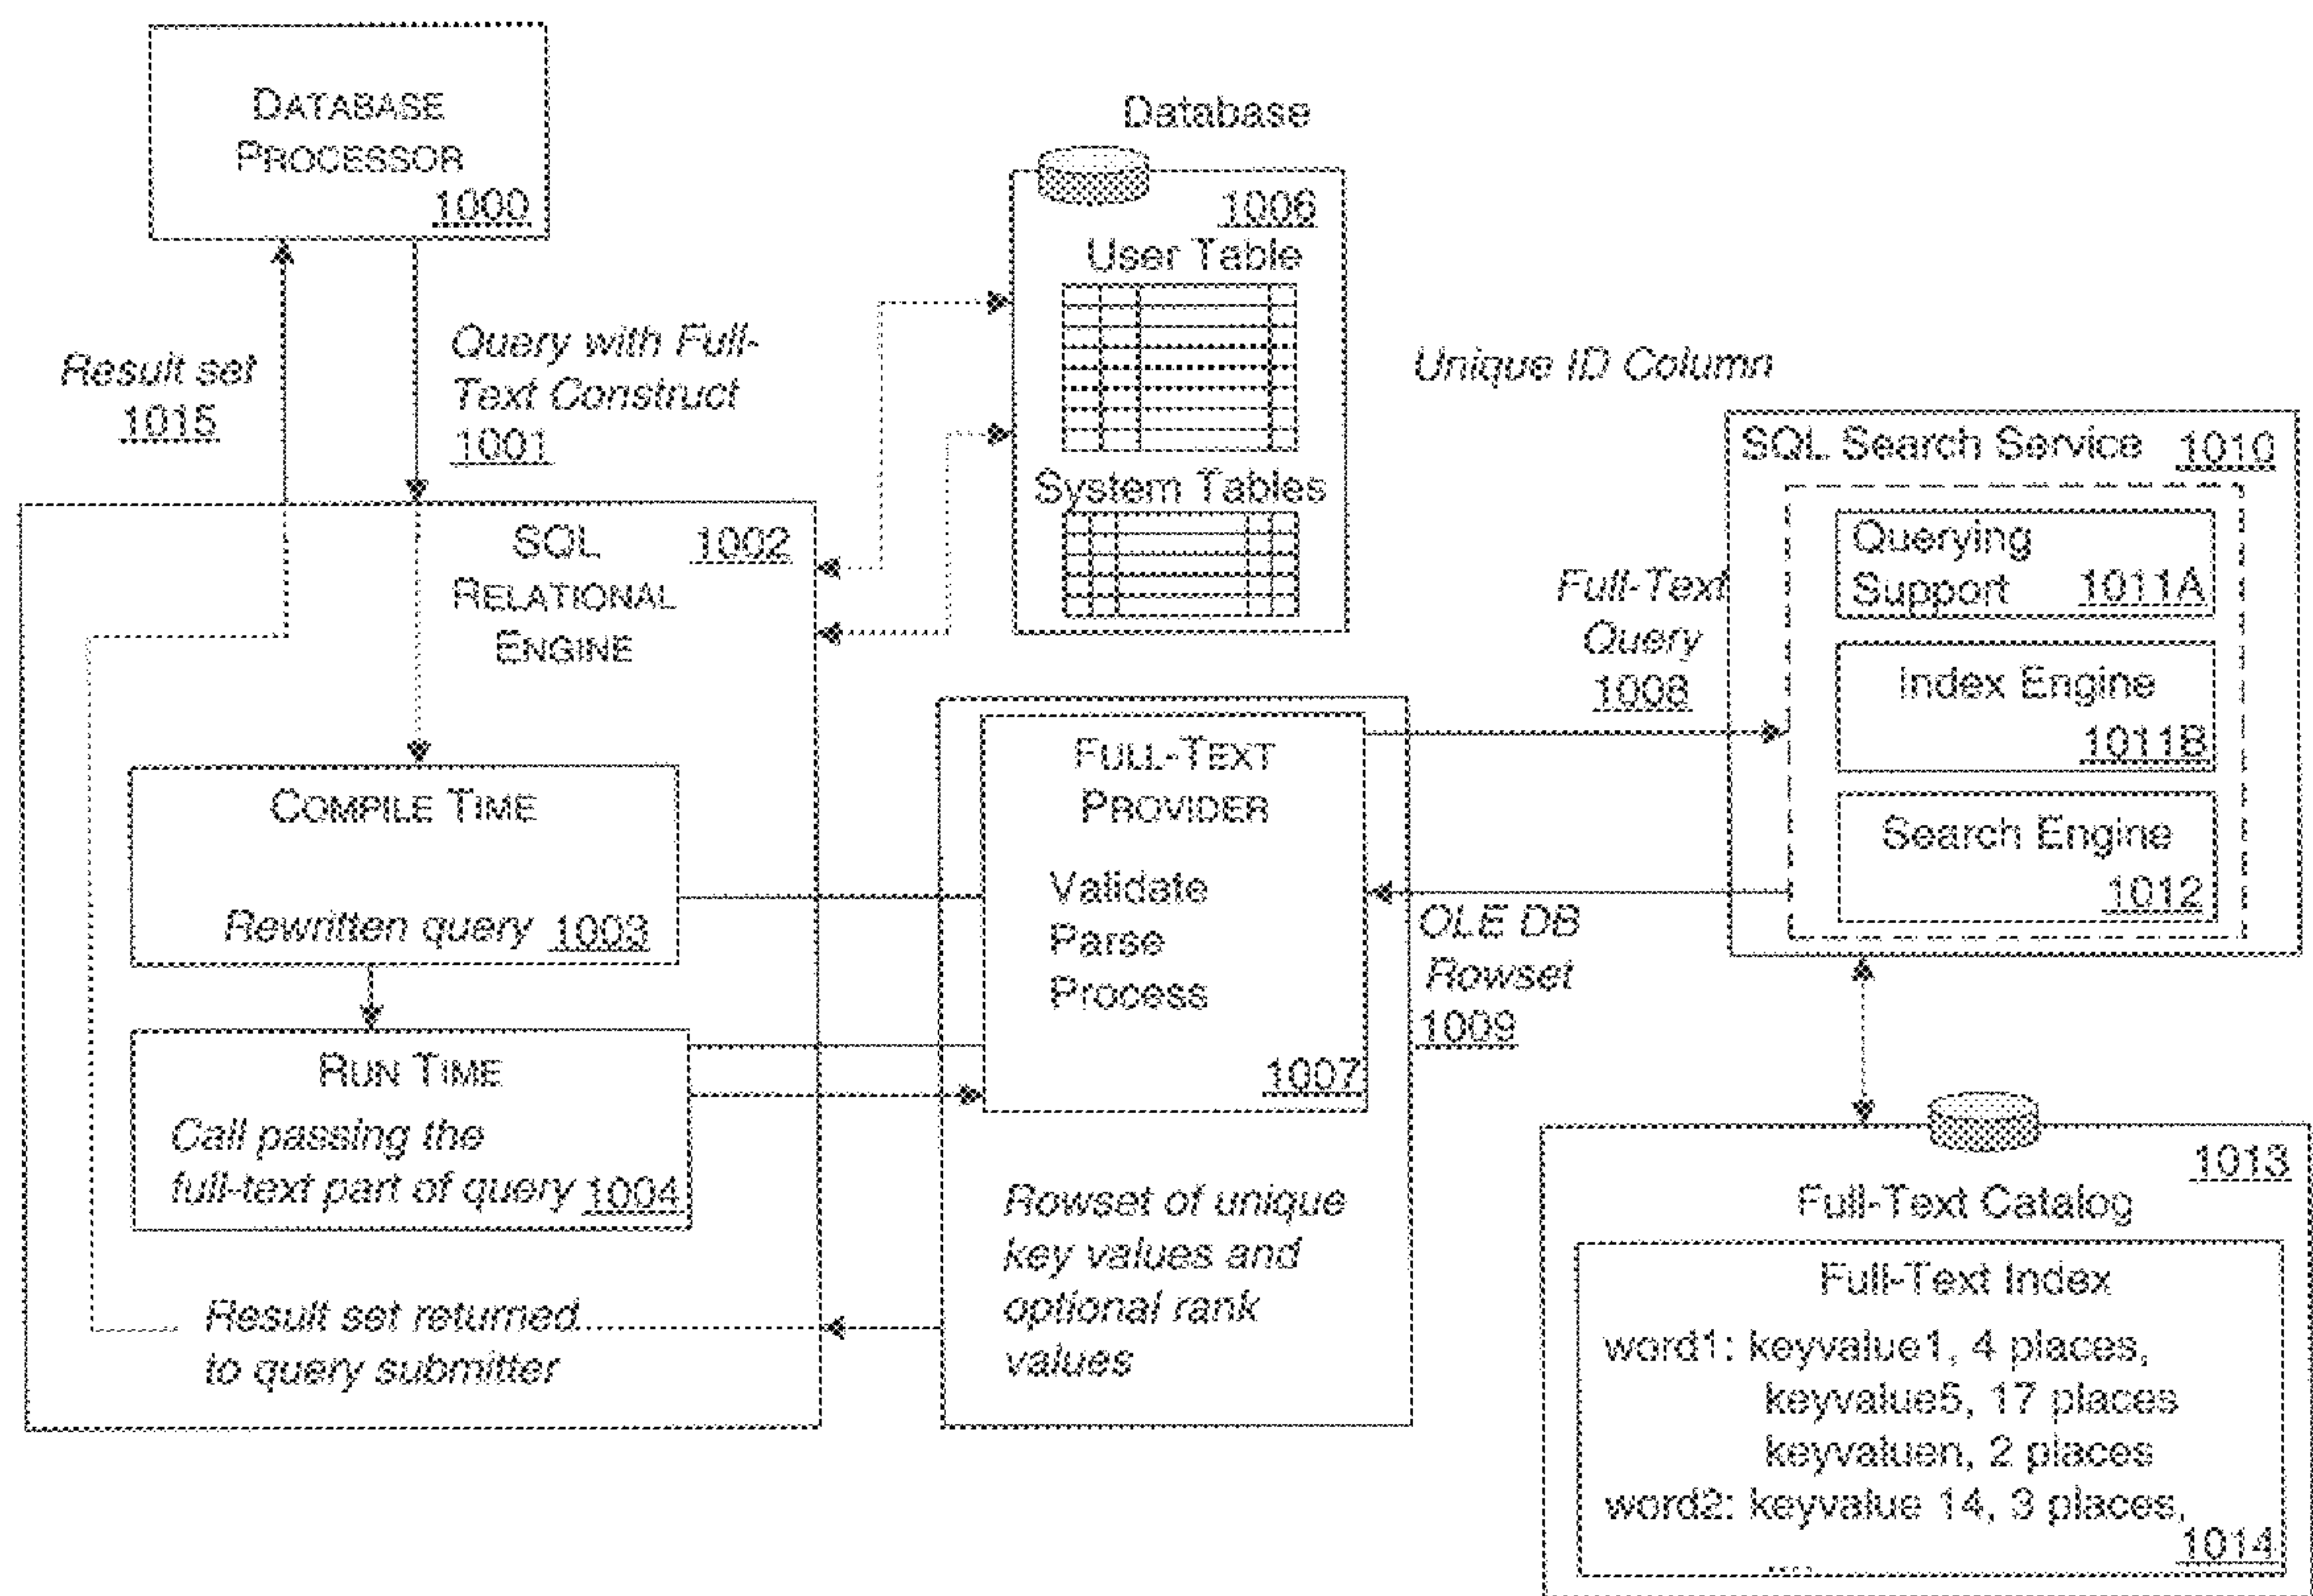 DATABASE
PROCESSOR
1000
Result set
1015
Query with Full-
Text Construct
1001
SQL
RELATIONAL
ENGINE
1002
COMPILE TIME
Rewritten query 1003
RUN TIME
Call passing the
full-text part of query 1004
Result set returned
to query submitter
Database
1006
User Table
System Tables
Unique ID Column
FULL-TEXT
PROVIDER
Validate
Parse
Process
1007
Rowset of unique
key values and
optional rank
values
Full-Text
Query
1008
OLE DB
Rowset
1009
SQL Search Service 1010
Querying
Support 1011A
Index Engine
1011B
Search Engine
1012
1013
Full-Text Catalog
Full-Text Index
word1: keyvalue1, 4 places,
keyvalue5, 17 places
keyvaluen, 2 places
word2: keyvalue 14, 3 places,
....
1014